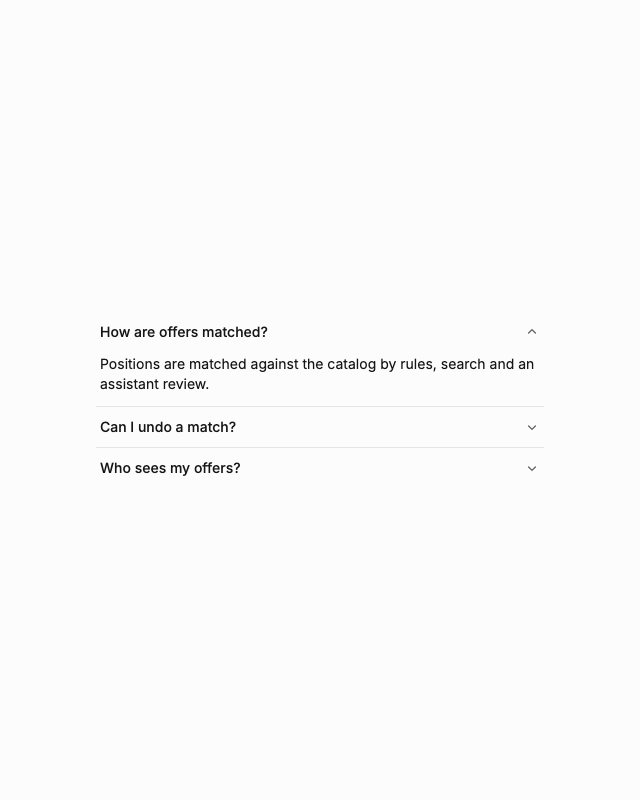 How are offers matched?
Positions are matched against the catalog by rules, search and an
assistant review.
Can I undo a match?
Who sees my offers?